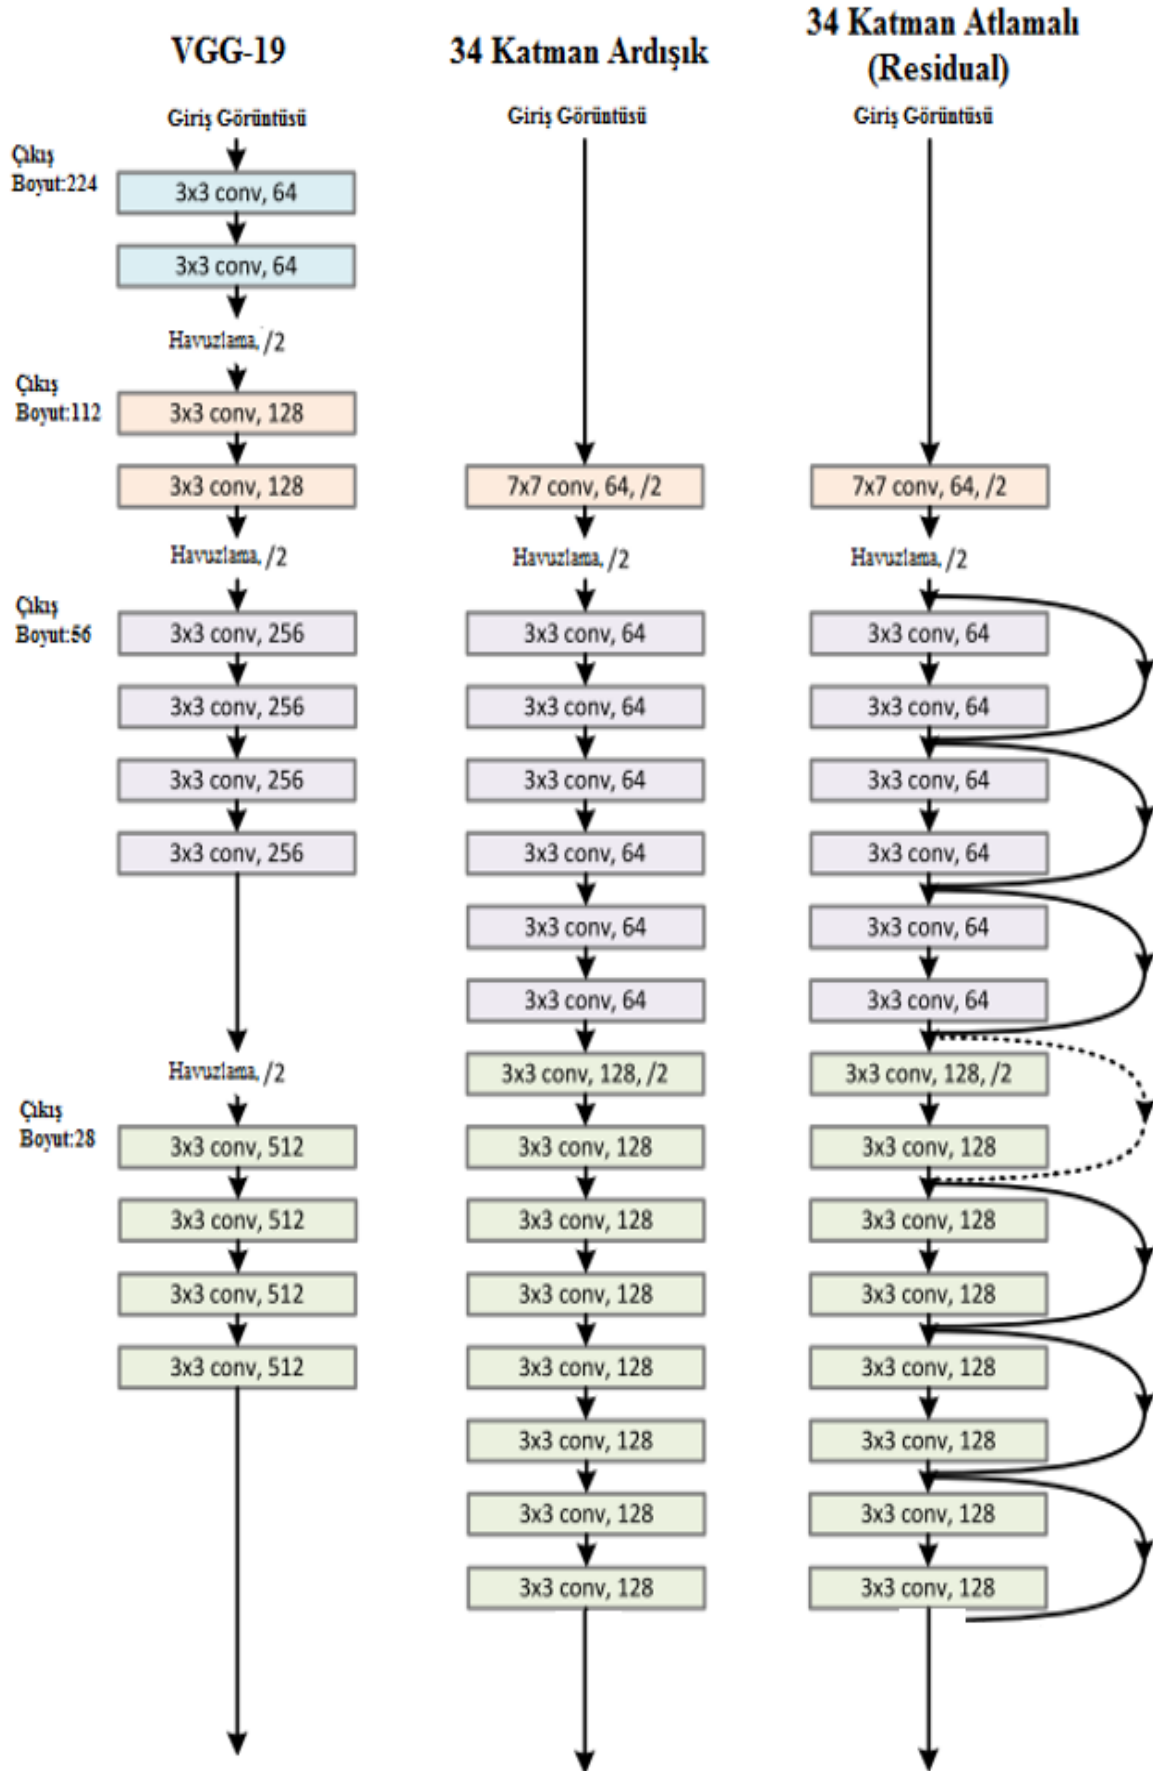 VGG-19
Giriş Görüntüsü
Çıkış
Boyut:224
3x3 conv, 64
3x3 conv, 64
Havuzlama, /2
Çıkış
Boyut:112
3x3 conv, 128
3x3 conv, 128
Havuzlama, /2
Çıkış
Boyut:56
3x3 conv, 256
3x3 conv, 256
3x3 conv, 256
3x3 conv, 256
Havuzlama, /2
Çıkış
Boyut:28
3x3 conv, 512
3x3 conv, 512
3x3 conv, 512
3x3 conv, 512
34 Katman Ardışık
Giriş Görüntüsü
7x7 conv, 64, /2
Havuzlama, /2
3x3 conv, 64
3x3 conv, 64
3x3 conv, 64
3x3 conv, 64
3x3 conv, 64
3x3 conv, 64
3x3 conv, 128, /2
3x3 conv, 128
3x3 conv, 128
3x3 conv, 128
3x3 conv, 128
3x3 conv, 128
3x3 conv, 128
3x3 conv, 128
34 Katman Atlamalı
(Residual)
Giriş Görüntüsü
7x7 conv, 64, /2
Havuzlama, /2
3x3 conv, 64
3x3 conv, 64
3x3 conv, 64
3x3 conv, 64
3x3 conv, 64
3x3 conv, 64
3x3 conv, 128, /2
3x3 conv, 128
3x3 conv, 128
3x3 conv, 128
3x3 conv, 128
3x3 conv, 128
3x3 conv, 128
3x3 conv, 128